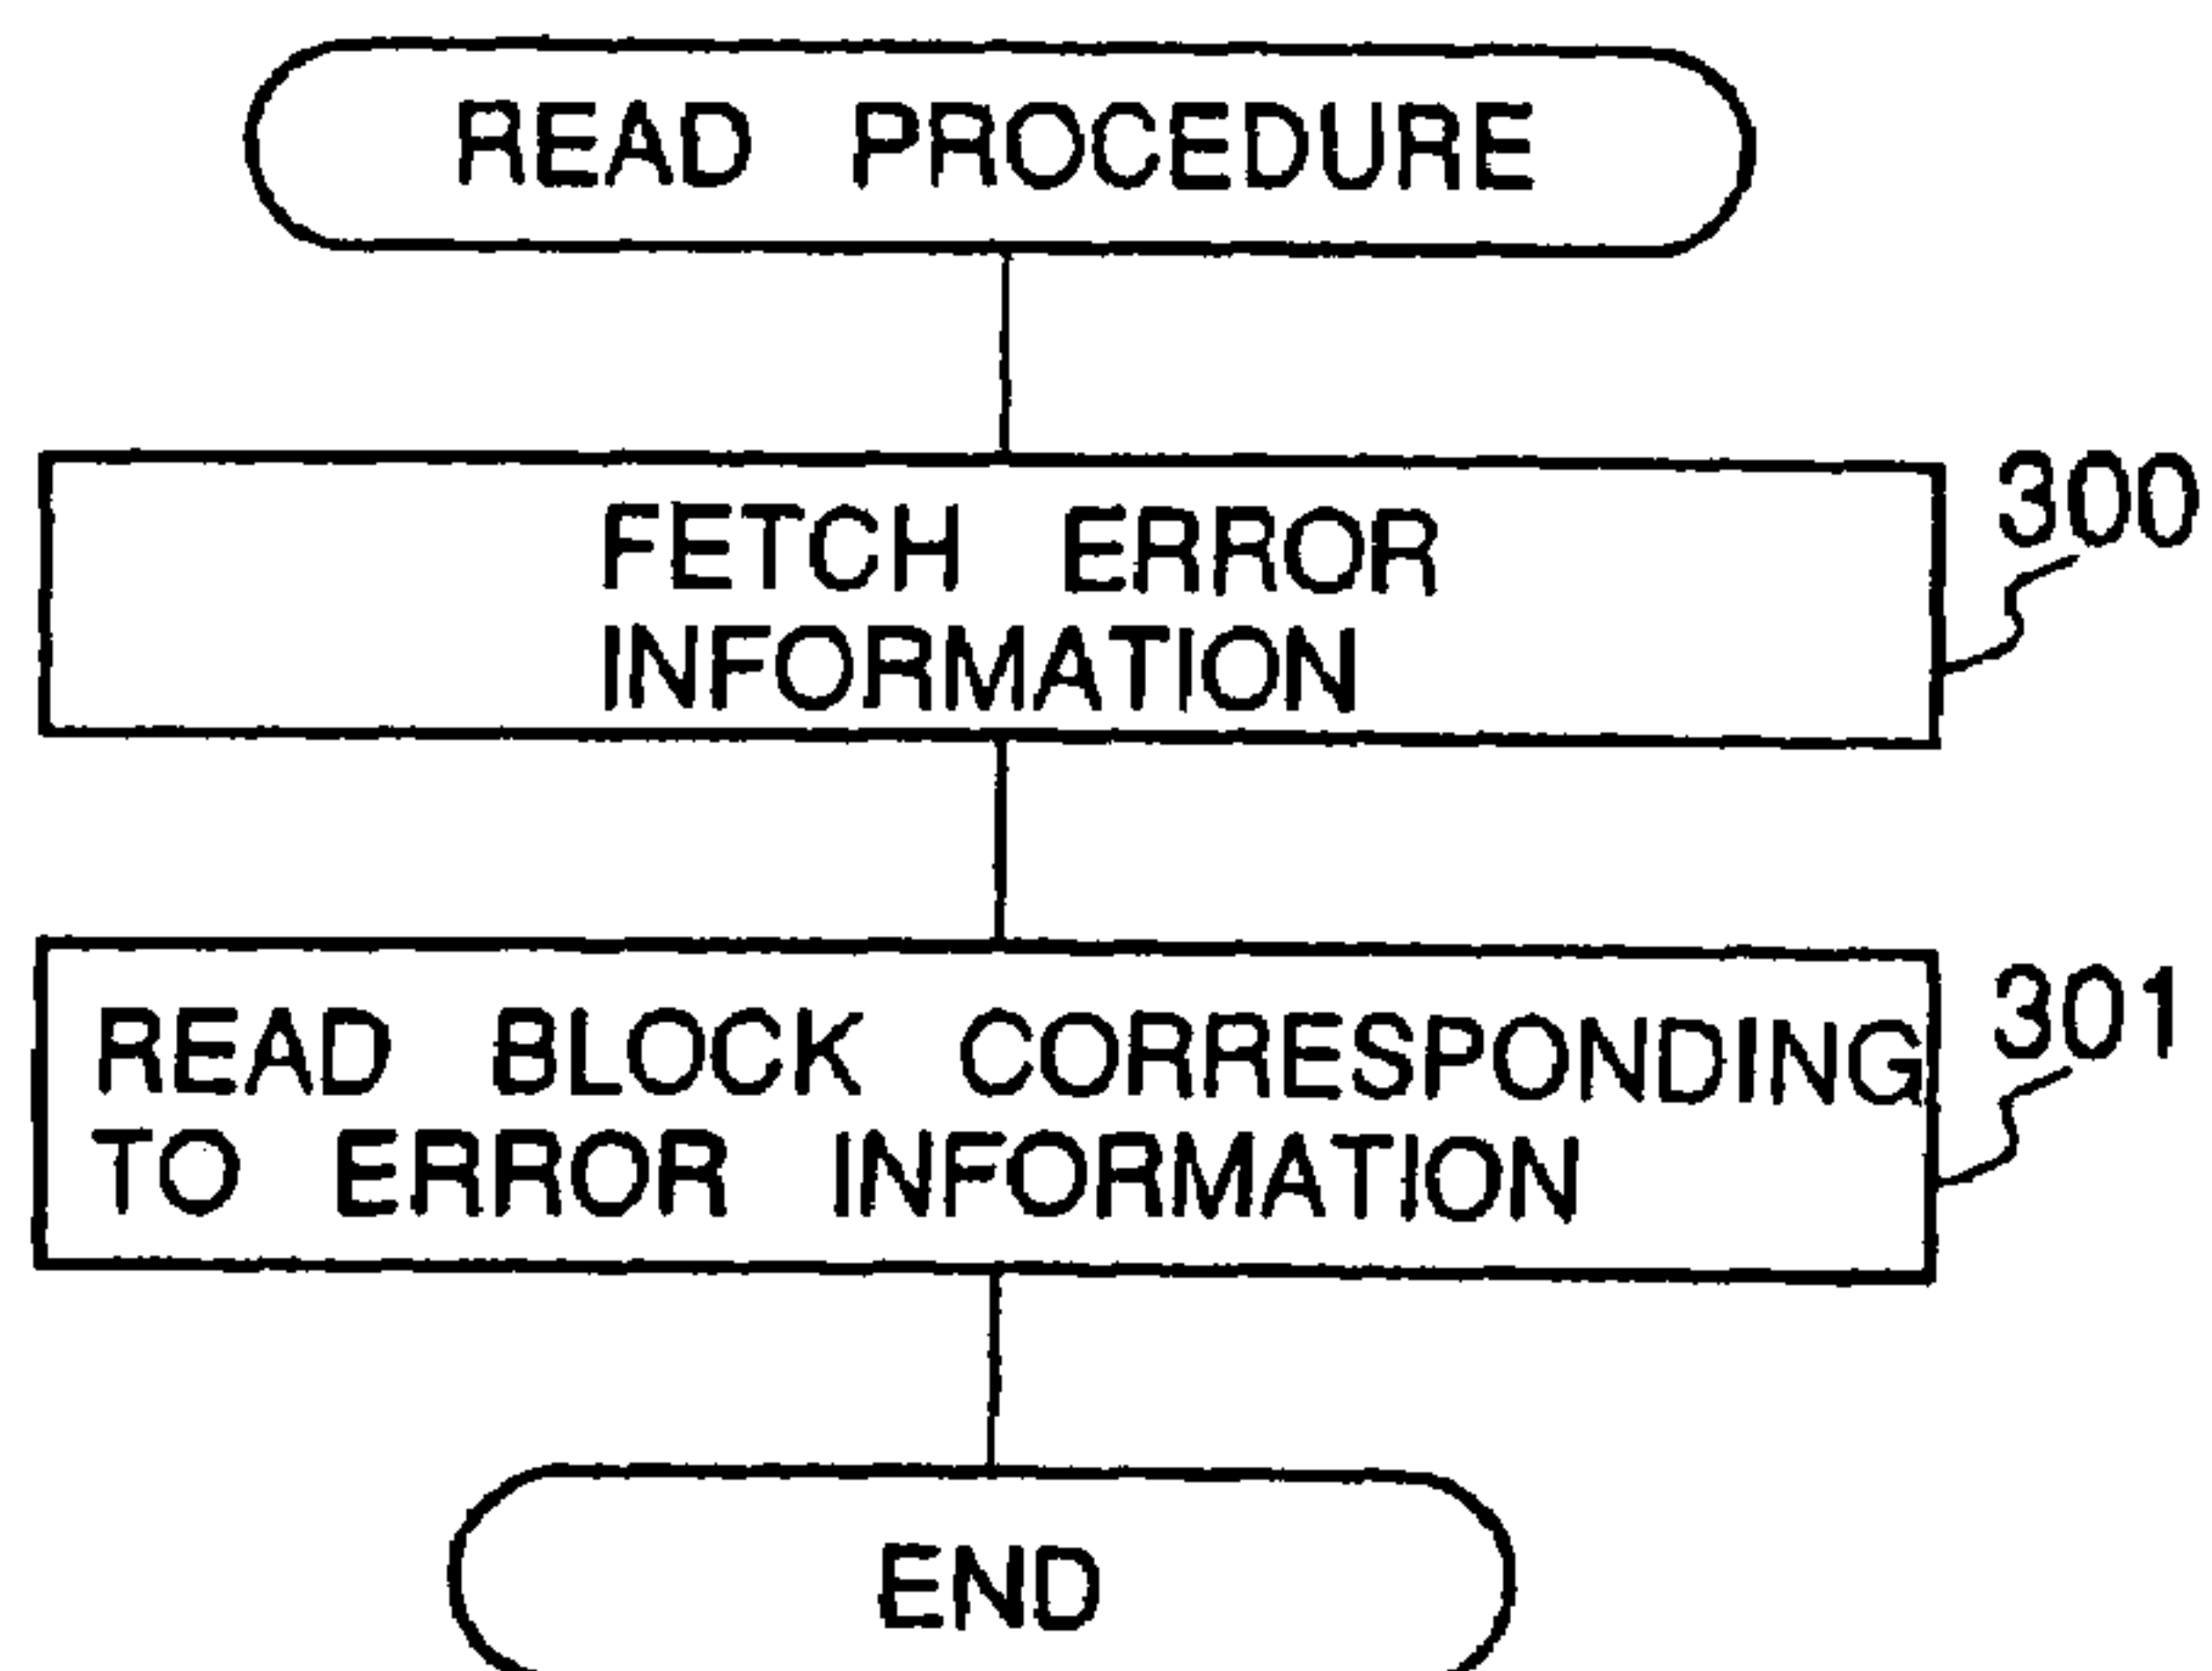 READ PROCEDURE
FETCH ERROR
INFORMATION
300
READ BLOCK CORRESPONDING
TO ERROR INFORMATION
301
END